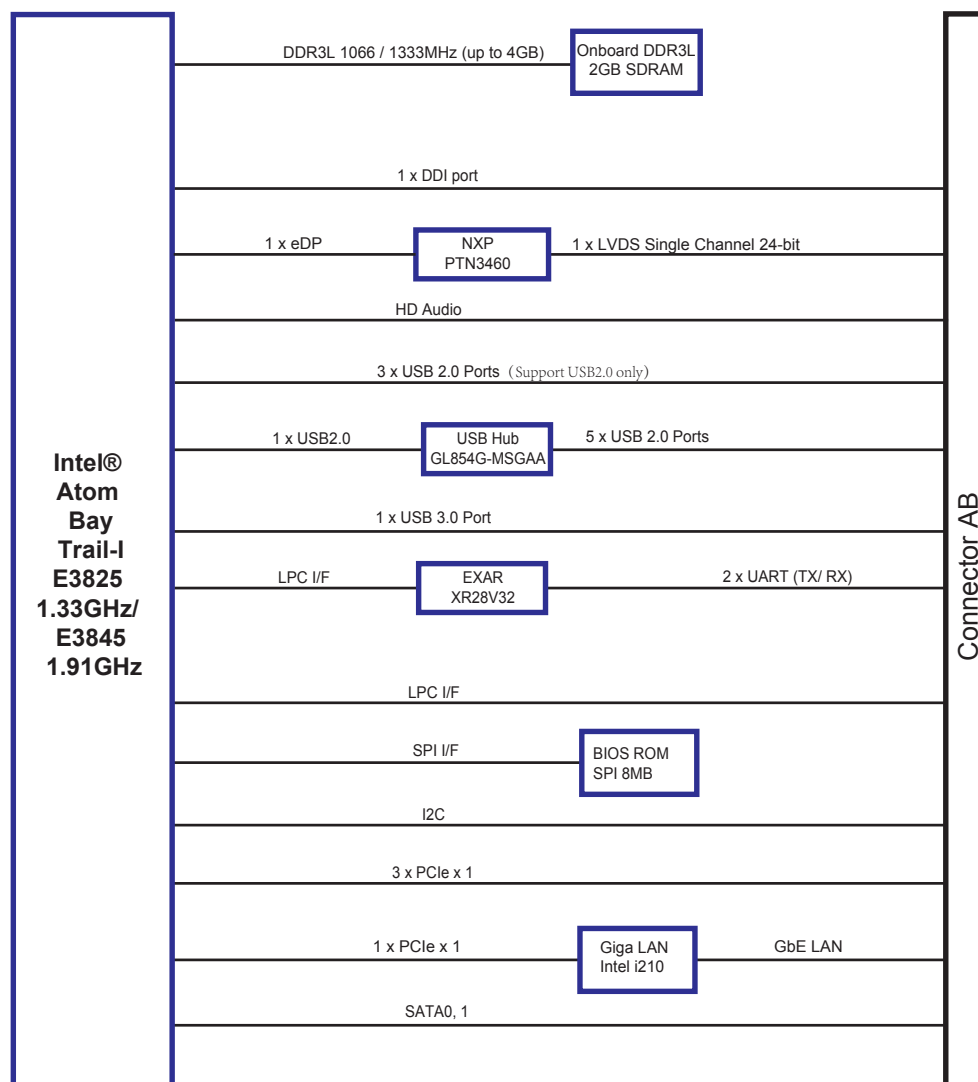 DDR3L 1066 / 1333MHz (up to 4GB)
Onboard DDR3L
2GB SDRAM
1 x DDI port
1 x eDP
NXP
PTN3460
1 x LVDS Single Channel 24-bit
HD Audio
3 x USB 2.0 Ports (Support USB2.0 only)
1 x USB2.0
USB Hub
GL854G-MSGAA
5 x USB 2.0 Ports
Intel®
Atom
Bay
Trail-I
E3825
1.33GHz/
E3845
1.91GHz
1 x USB 3.0 Port
LPC I/F
EXAR
XR28V32
2 x UART (TX/ RX)
Connector AB
LPC I/F
SPI I/F
BIOS ROM
SPI 8MB
I2C
3 x PCIe x 1
1 x PCIe x 1
Giga LAN
Intel i210
GbE LAN
SATA0, 1